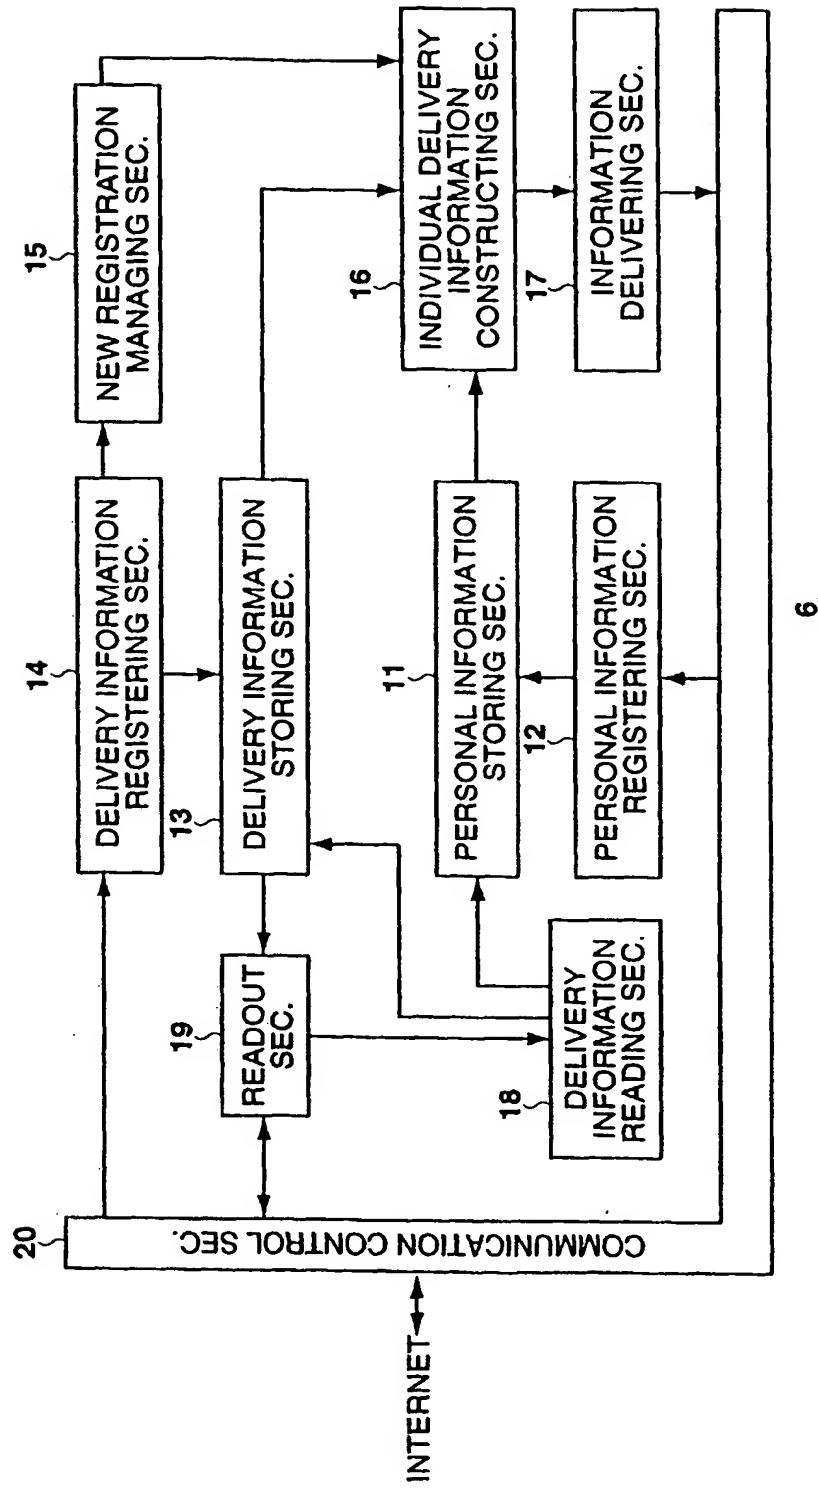 15
NEW REGISTRATION
MANAGING SEC.
14
DELIVERY INFORMATION
REGISTERING SEC.
13
DELIVERY INFORMATION
STORING SEC.
16
INDIVIDUAL DELIVERY
INFORMATION
CONSTRUCTING SEC.
17
INFORMATION
DELIVERING SEC.
11
PERSONAL INFORMATION
STORING SEC.
12
PERSONAL INFORMATION
REGISTERING SEC.
19
READOUT
SEC.
18
DELIVERY
INFORMATION
READING SEC.
20
COMMUNICATION CONTROL SEC.
INTERNET
6